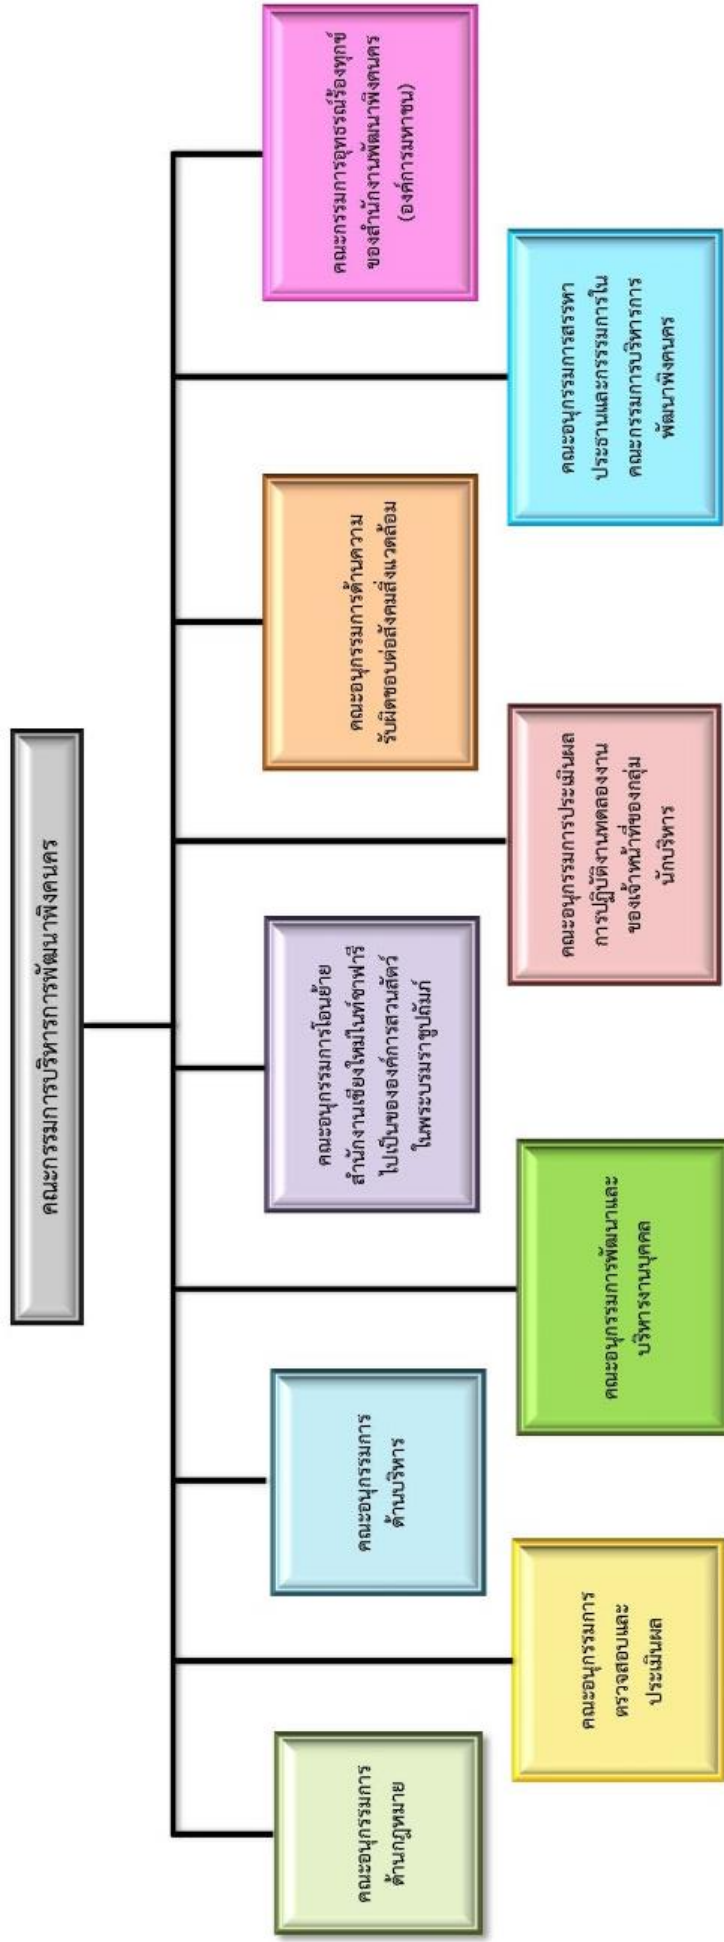 คณะกรรมการบริหารการพัฒนาพิงคนคร
คณะอนุกรรมการ
ด้านกฎหมาย
คณะอนุกรรมการ
ด้านบริหาร
คณะอนุกรรมการโอนย้าย
สำนักงานเชียงใหม่ไนท์ซาฟารี
ไปเป็นขององค์การสวนสัตว์
ในพระบรมราชูปถัมภ์
คณะอนุกรรมการด้านความ
รับผิดชอบต่อสังคมสิ่งแวดล้อม
คณะกรรมการอุทธรณ์ร้องทุกข์
ของสำนักงานพัฒนาพิงคนคร
(องค์การมหาชน)
คณะอนุกรรมการ
ตรวจสอบและ
ประเมินผล
คณะอนุกรรมการพัฒนาและ
บริหารงานบุคคล
คณะอนุกรรมการประเมินผล
การปฏิบัติงานทดลองงาน
ของเจ้าหน้าที่ของกลุ่ม
นักบริหาร
คณะอนุกรรมการสรรหา
ประธานและกรรมการใน
คณะกรรมการบริหารการ
พัฒนาพิงคนคร